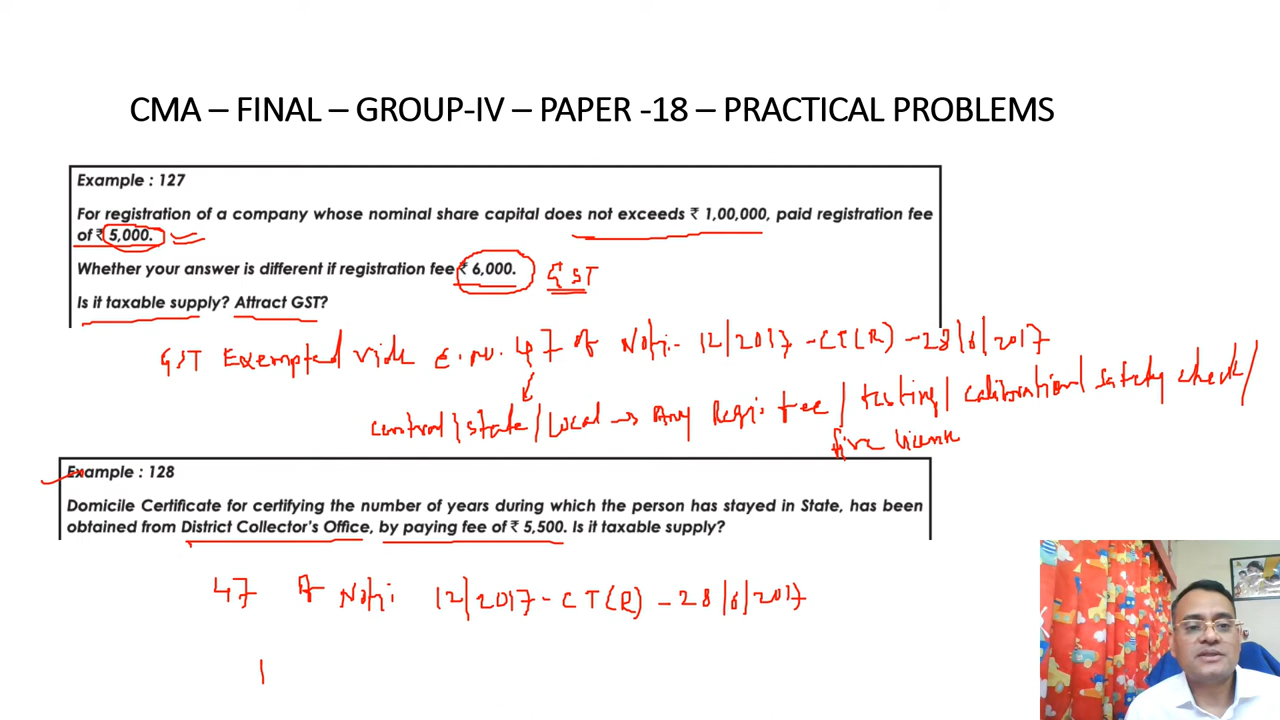 CMA – FINAL – GROUP-IV – PAPER -18 – PRACTICAL PROBLEMS
Example : 127
For registration of a company whose nominal share capital does not exceeds ₹ 1,00,000, paid registration fee
of ₹ 5,000.
Whether your answer is different if registration fee ₹ 6,000. GST
Is it taxable supply? Attract GST?
GST Exempted vide e.no. 47 of Noti. 12/2017 - CT(R) - 28/6/2017
central/state/Local → Any Regis. fee/testing/calibration/safety check/
fire license
Example : 128
Domicile Certificate for certifying the number of years during which the person has stayed in State, has been
obtained from District Collector's Office, by paying fee of ₹ 5,500. Is it taxable supply?
47 of Noti: 12/2017 - CT(R) - 28/6/2017